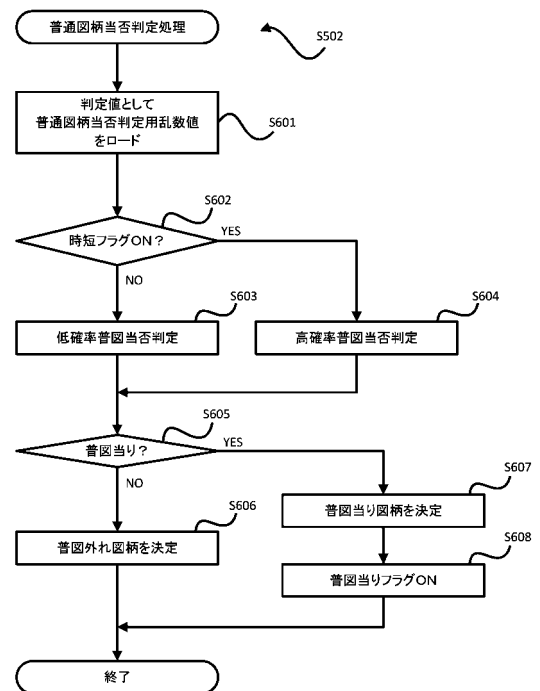 普通図柄当否判定処理
S502
判定値として
普通図柄当否判定用乱数値
をロード
S601
時短フラグON？
S602
YES
NO
低確率普図当否判定
S603
高確率普図当否判定
S604
普図当り？
S605
YES
NO
普図外れ図柄を決定
S606
普図当り図柄を決定
S607
普図当りフラグON
S608
終了